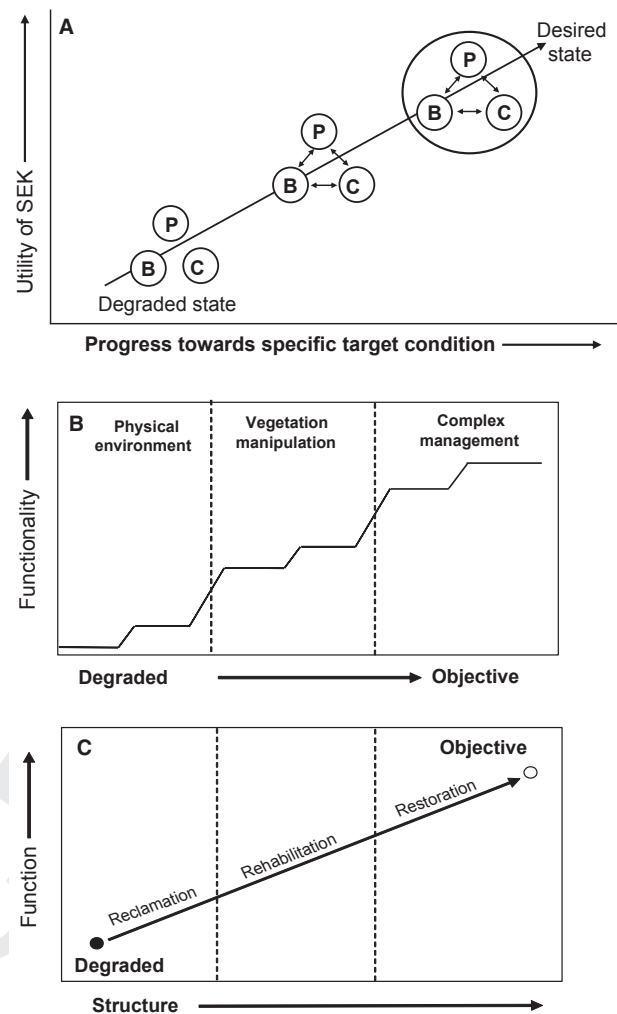 A
Desired
state
P
B
C
P
B
C
P
B
C
Degraded state
Utility of SEK
Progress towards specific target condition
B
Physical
environment
Vegetation
manipulation
Complex
management
Functionality
Degraded
Objective
C
Objective
Reclamation
Rehabilitation
Restoration
Degraded
Function
Structure